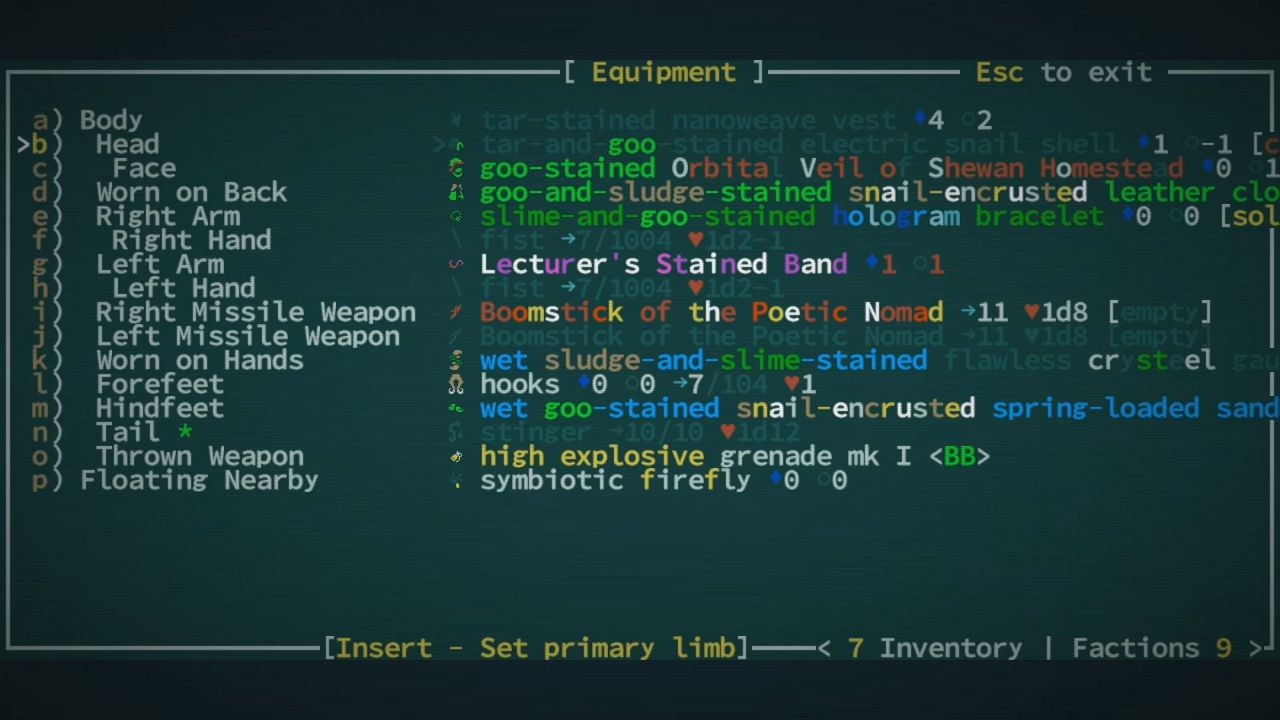 [ Equipment ] Esc to exit
a) Body tar-stained nanoweave vest ♦4 ○2
>b) Head > tar-and-goo-stained electric snail shell ♦1 ○-1 [c
c) Face goo-stained Orbital Veil of Shewan Homestead ♦0 ○1
d) Worn on Back goo-and-sludge-stained snail-encrusted leather clo
e) Right Arm slime-and-goo-stained hologram bracelet ♦0 ○0 [sol
f) Right Hand fist →7/1004 ♥1d2-1
g) Left Arm Lecturer's Stained Band ♦1 ○1
h) Left Hand fist →7/1004 ♥1d2-1
i) Right Missile Weapon Boomstick of the Poetic Nomad →11 ♥1d8 [empty]
j) Left Missile Weapon Boomstick of the Poetic Nomad →11 ♥1d8 [empty]
k) Worn on Hands wet sludge-and-slime-stained flawless crysteel gau
l) Forefeet hooks ♦0 ○0 →7/104 ♥1
m) Hindfeet wet goo-stained snail-encrusted spring-loaded sand
n) Tail * stinger →10/10 ♥1d12
o) Thrown Weapon high explosive grenade mk I <BB>
p) Floating Nearby symbiotic firefly ♦0 ○0
[Insert - Set primary limb] < 7 Inventory | Factions 9 >